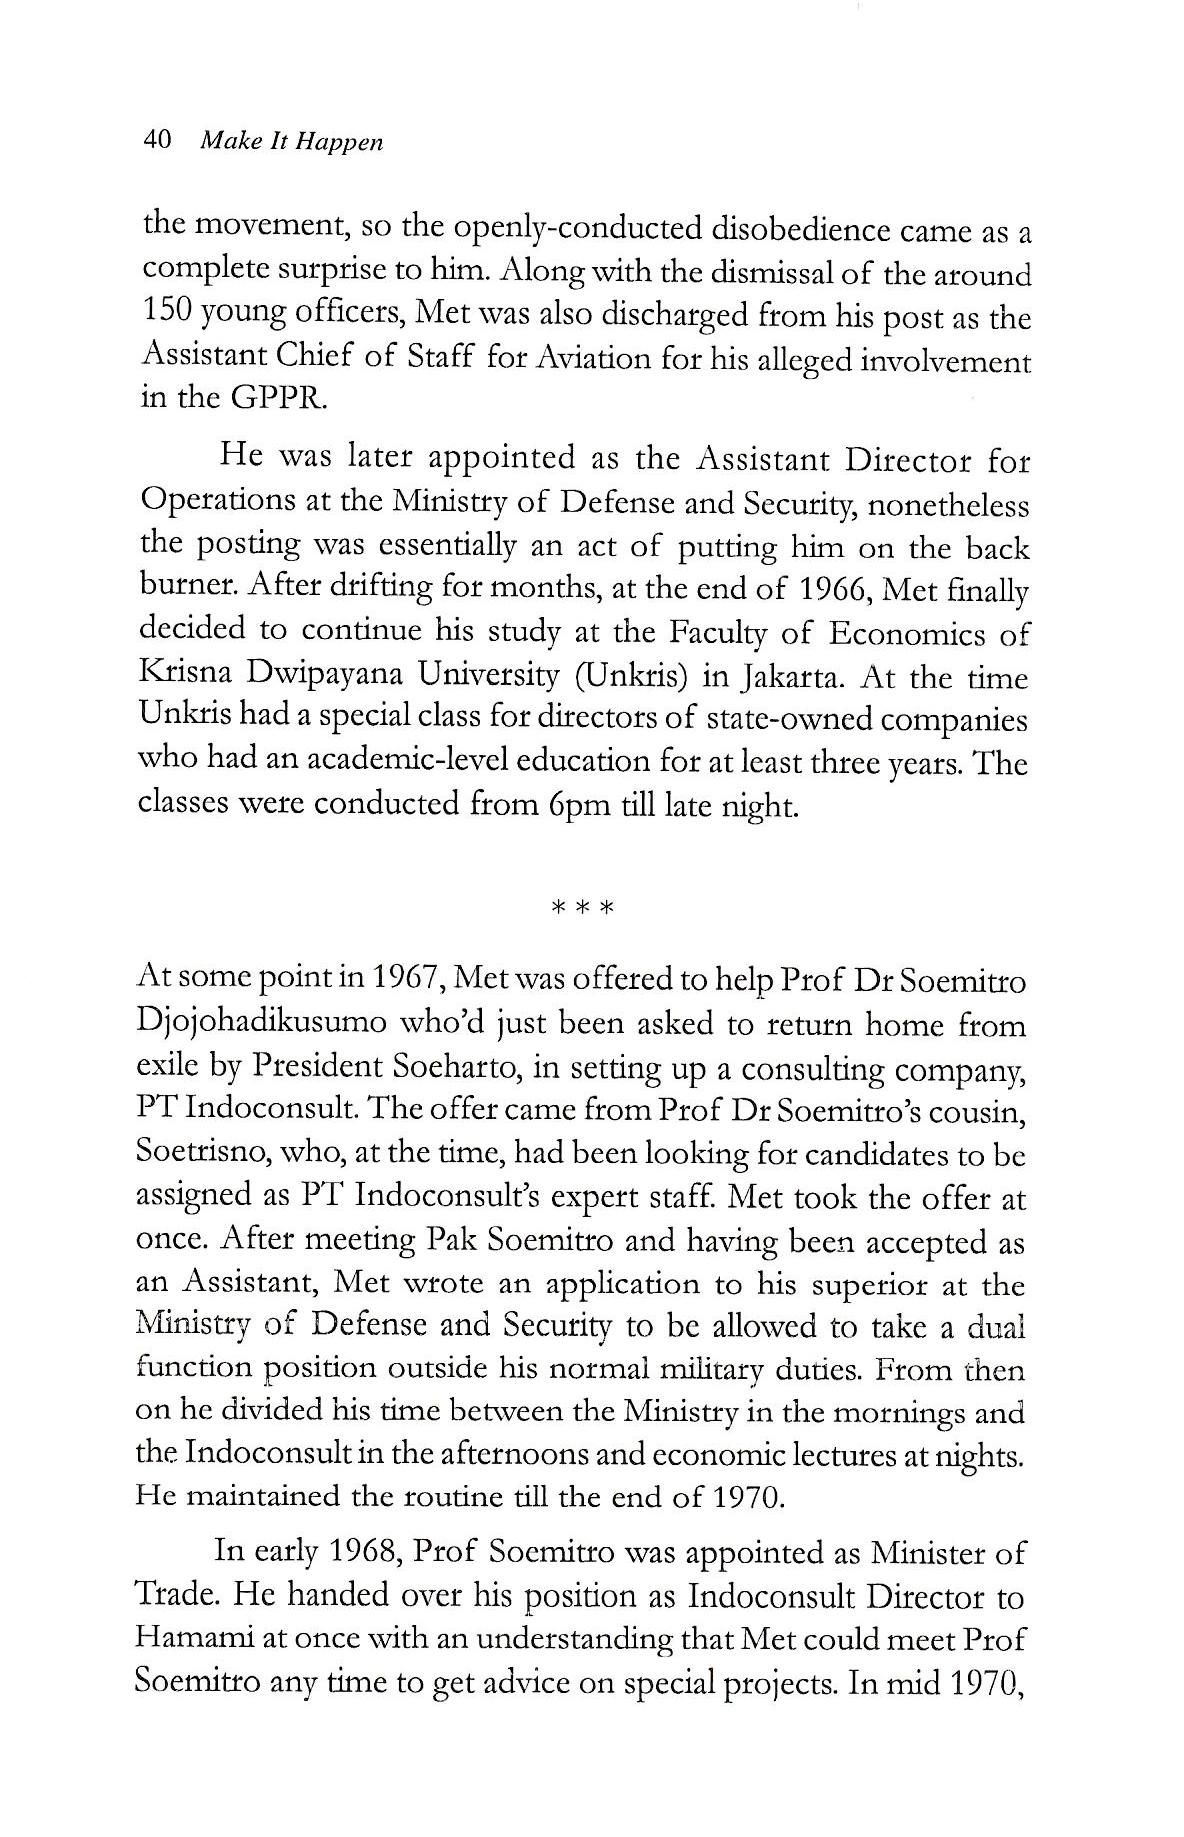 40 Make It Happen
the movement, so the openly-conducted disobedience came as a
complete surprise to him. Along with the dismissal of the around
150 young officers, Met was also discharged from his post as the
Assistant Chief of Staff for Aviation for his alleged involvement
in the GPPR.
He was later appointed as the Assistant Director for
Operations at the Ministry of Defense and Security, nonetheless
the posting was essentially an act of putting him on the back
burner. After drifting for months, at the end of 1966, Met finally
decided to continue his study at the Faculty of Economics of
Krisna Dwipayana University (Unkris) in Jakarta. At the time
Unkris had a special class for directors of state-owned companies
who had an academic-level education for at least three years. The
classes were conducted from 6pm till late night.
* * *
At some point in 1967, Met was offered to help Prof Dr Soemitro
Djojohadikusumo who'd just been asked to return home from
exile by President Soeharto, in setting up a consulting company,
PT Indoconsult. The offer came from Prof Dr Soemitro's cousin,
Soetrisno, who, at the time, had been looking for candidates to be
assigned as PT Indoconsult's expert staff. Met took the offer at
once. After meeting Pak Soemitro and having been accepted as
an Assistant, Met wrote an application to his superior at the
Ministry of Defense and Security to be allowed to take a dual
function position outside his normal military duties. From then
on he divided his time between the Ministry in the mornings and
the Indoconsult in the afternoons and economic lectures at nights.
He maintained the routine till the end of 1970.
In early 1968, Prof Soemitro was appointed as Minister of
Trade. He handed over his position as Indoconsult Director to
Hamami at once with an understanding that Met could meet Prof
Soemitro any time to get advice on special projects. In mid 1970,